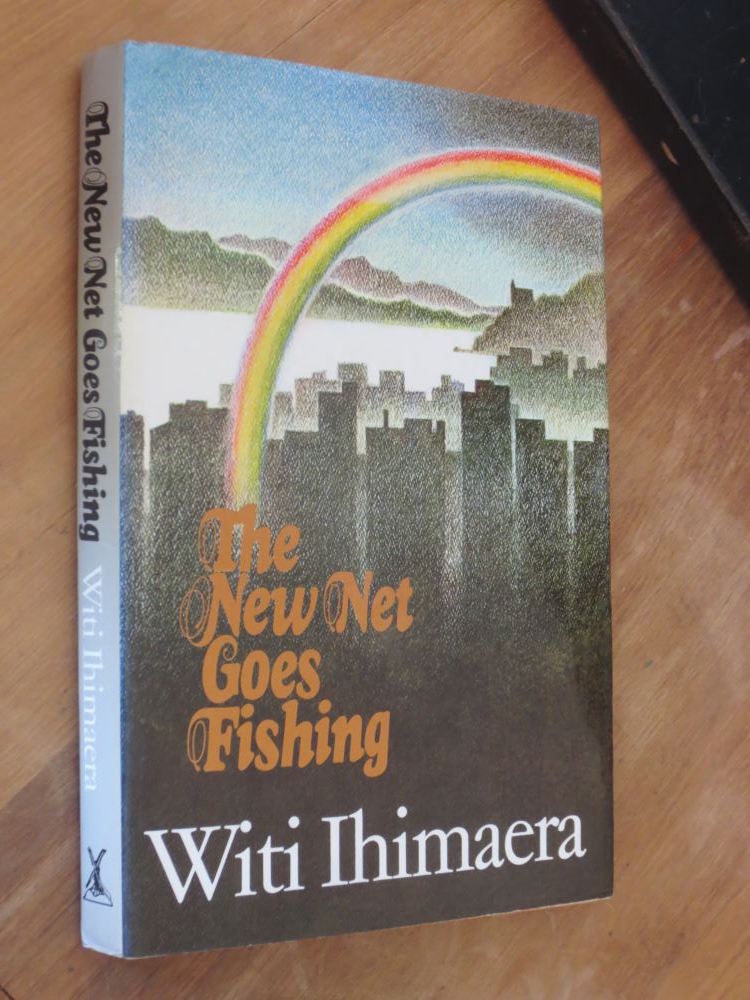 The New Net Goes Fishing Witi Ihimaera
The
New Net
Goes
Fishing
Witi Ihimaera